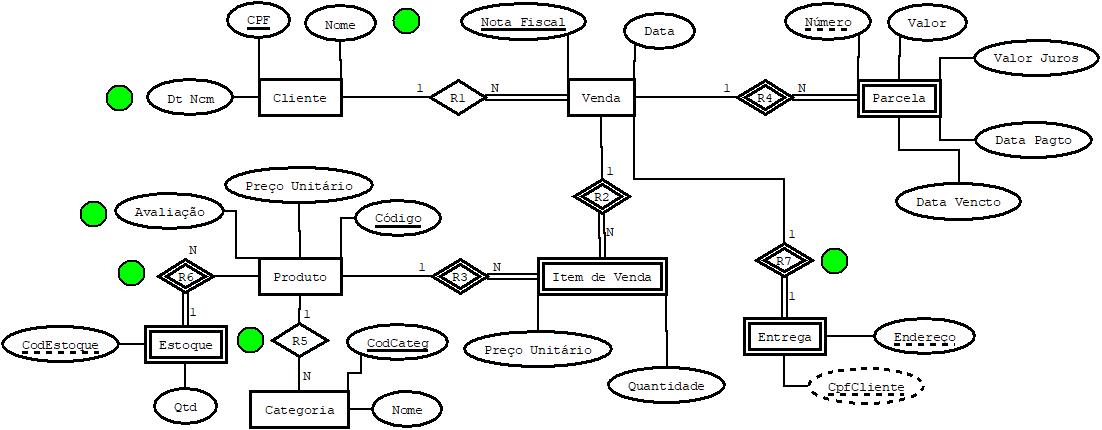 CPF
Nome
Nota Fiscal
Data
Número
Valor
Valor Juros
Dt Ncm
Cliente
1
R1
N
Venda
1
R4
N
Parcela
Data Pagto
Data Vencto
Preço Unitário
Avaliação
Código
1
R2
N
N
R6
1
Produto
1
R3
N
Item de Venda
1
R7
1
CodEstoque
Estoque
1
R5
N
CodCateg
Preço Unitário
Entrega
Endereço
CpfCliente
Quantidade
Qtd
Categoria
Nome